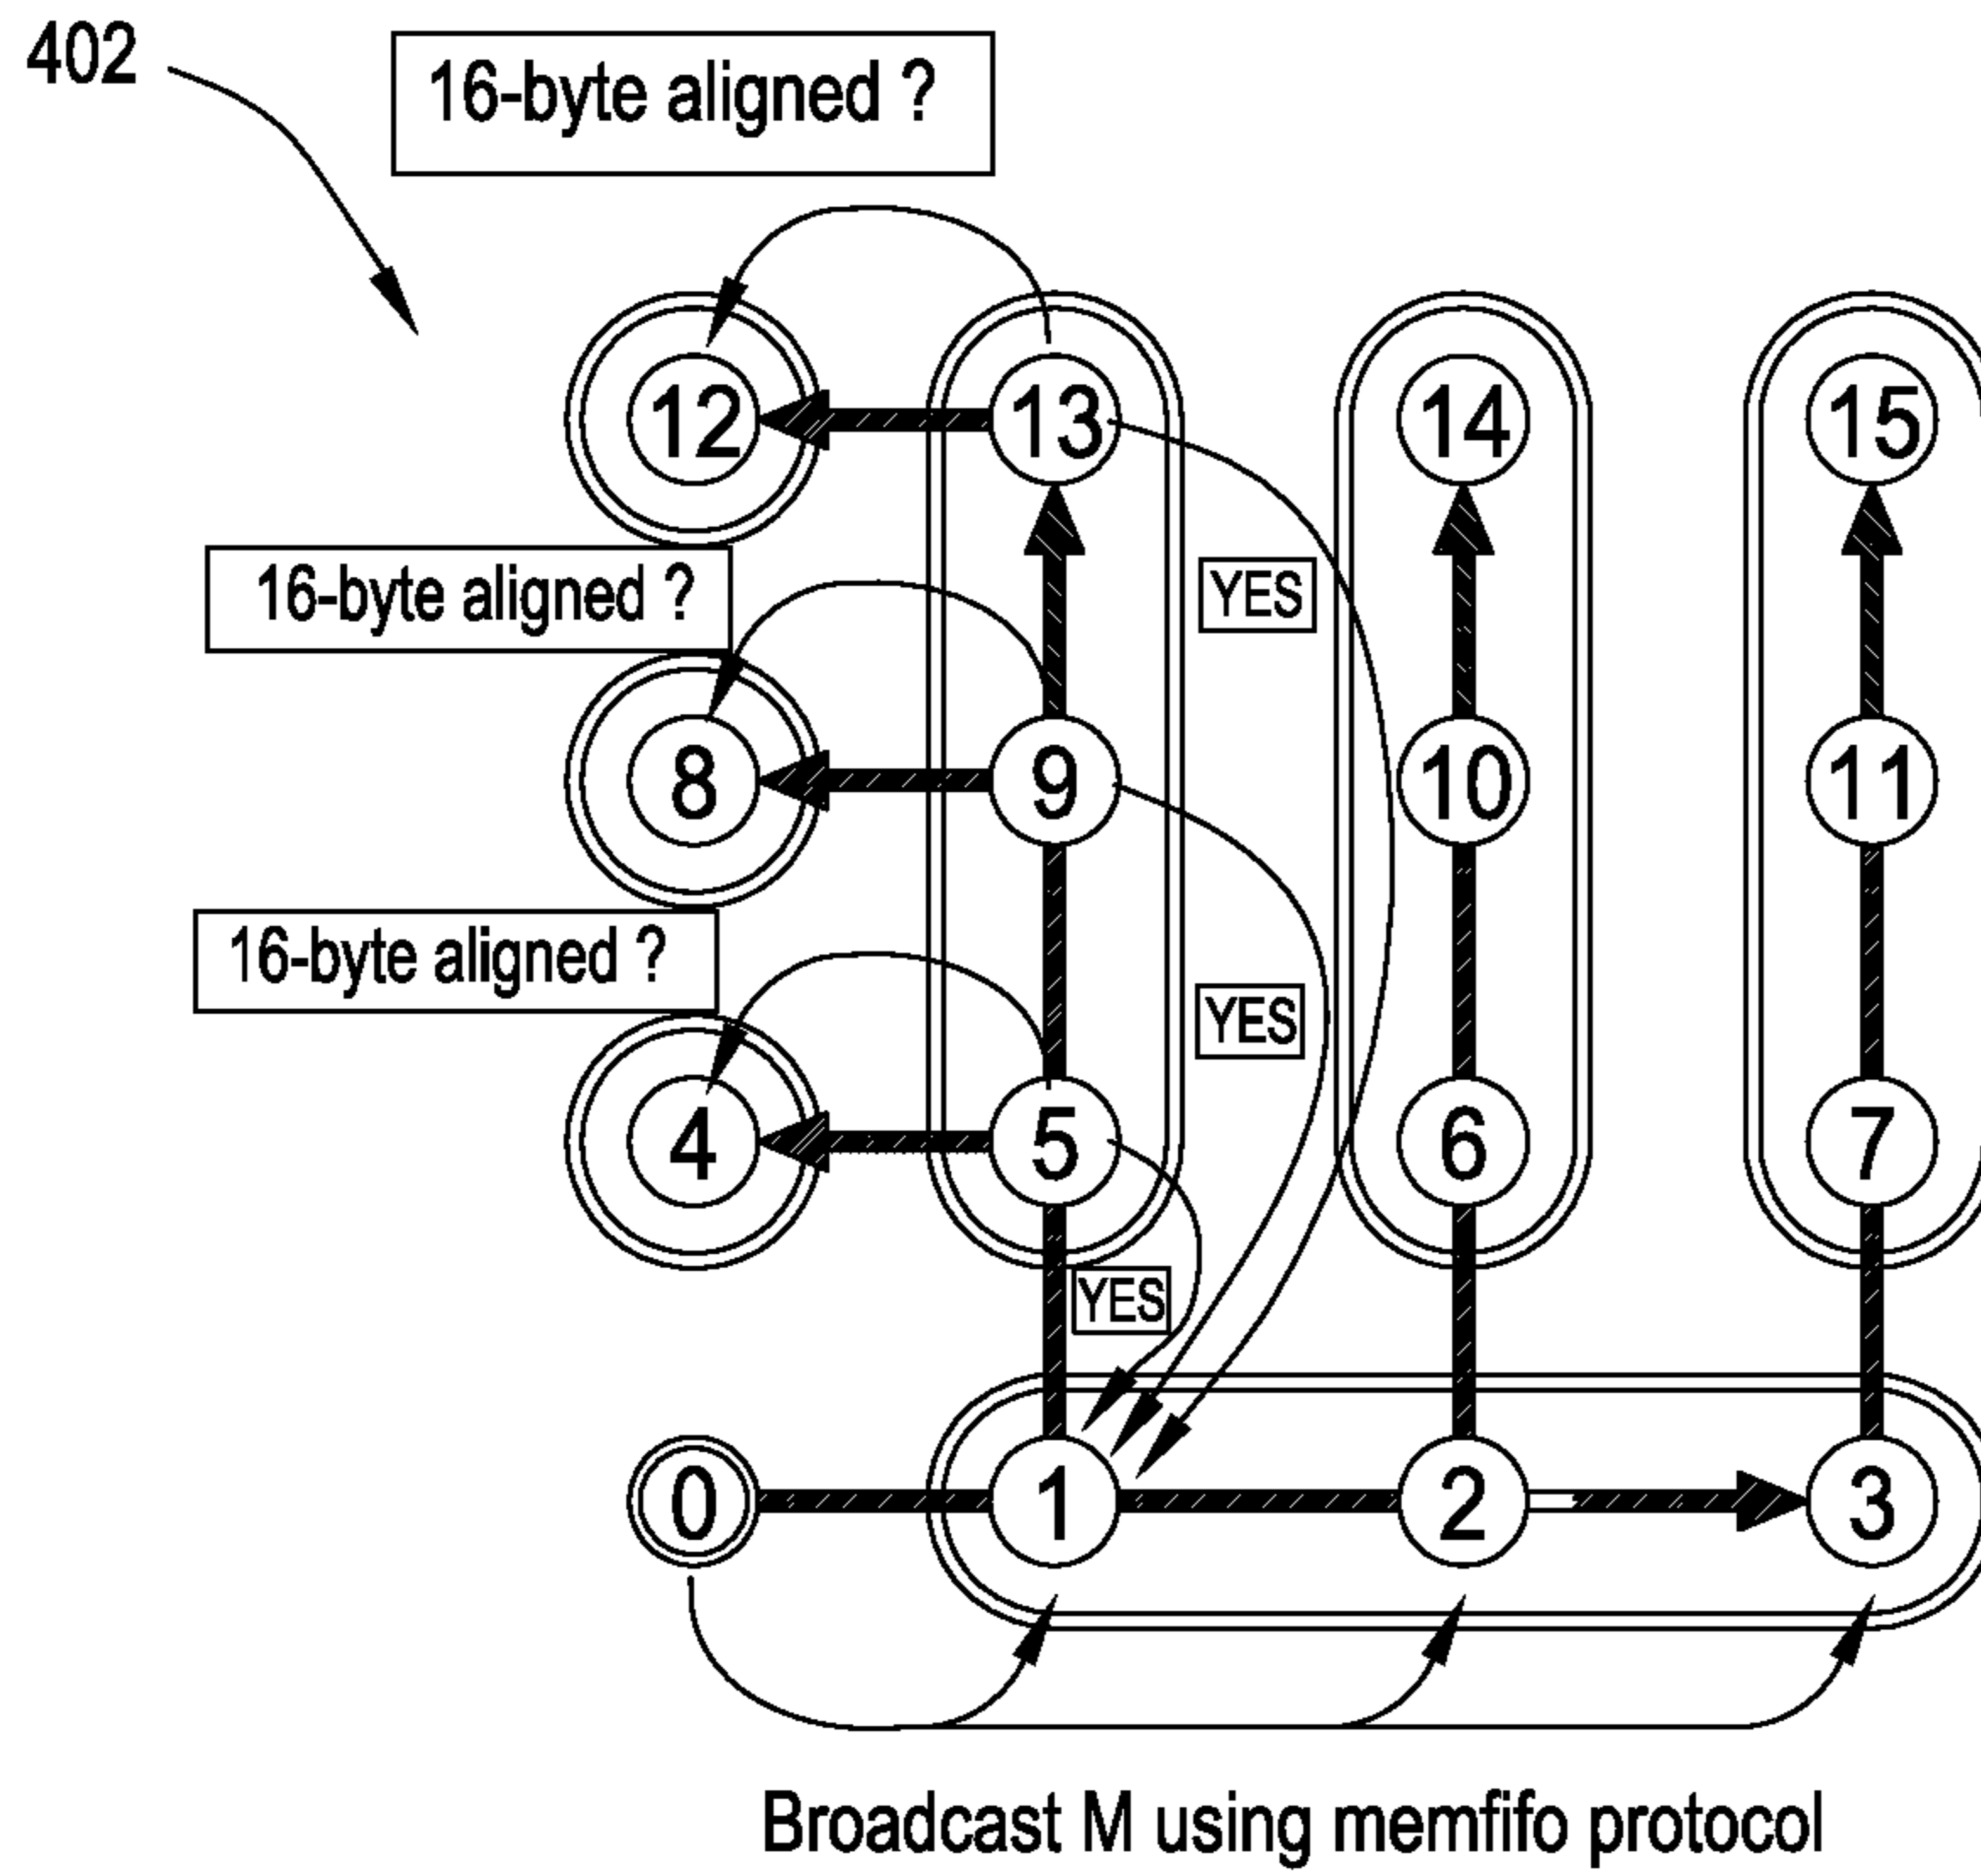 402
16-byte aligned ?
12 13 14 15
YES
16-byte aligned ?
8 9 10 11
16-byte aligned ?
YES
4 5 6 7
YES
0 1 2 3
Broadcast M using memfifo protocol